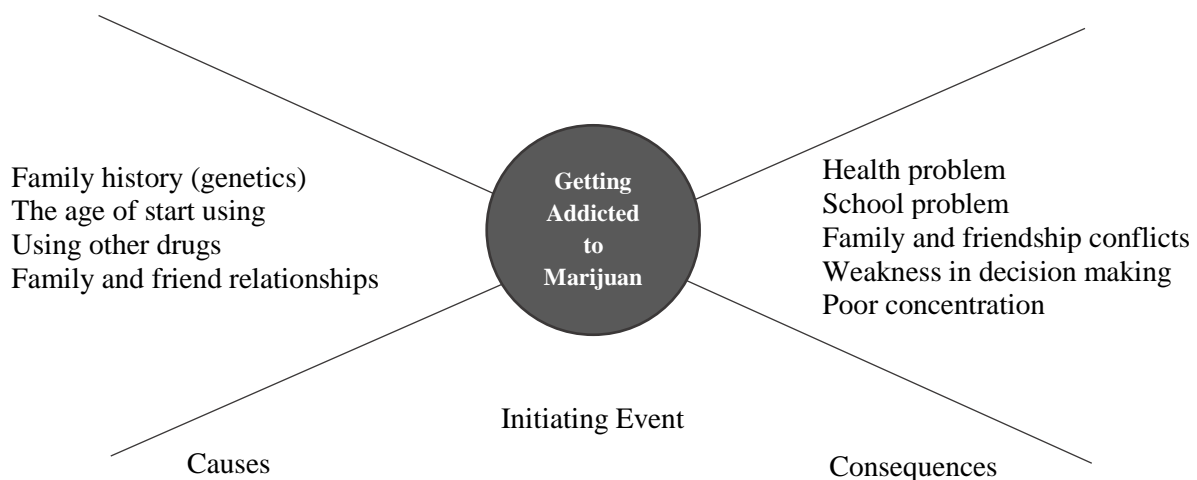 Family history (genetics)
The age of start using
Using other drugs
Family and friend relationships
Getting
Addicted
to
Marijuan
Health problem
School problem
Family and friendship conflicts
Weakness in decision making
Poor concentration
Initiating Event
Causes
Consequences